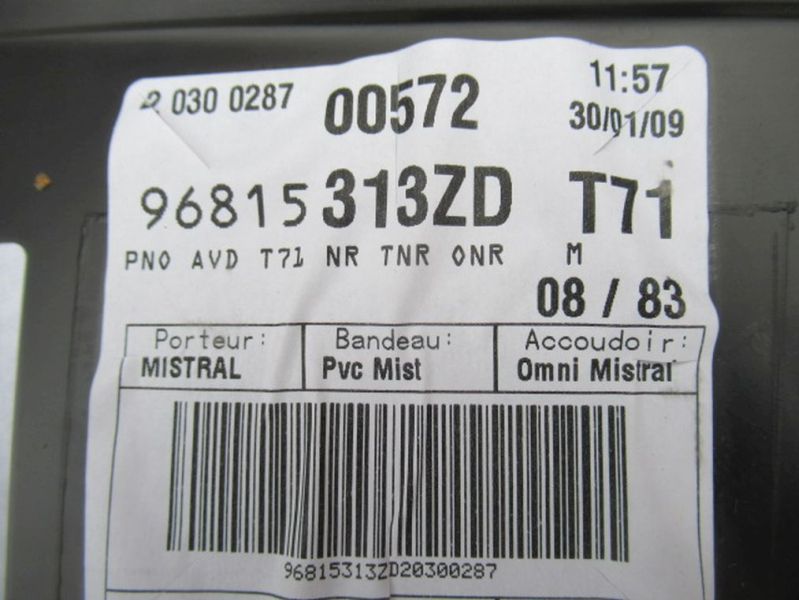 2 030 0287 00572 11:57
30/01/09
96815 313ZD T71
PNO AVD T71 NR TNR ONR M
08 / 83
Porteur: Bandeau: Accoudoir:
MISTRAL Pvc Mist Omni Mistral
96815313ZD20300287